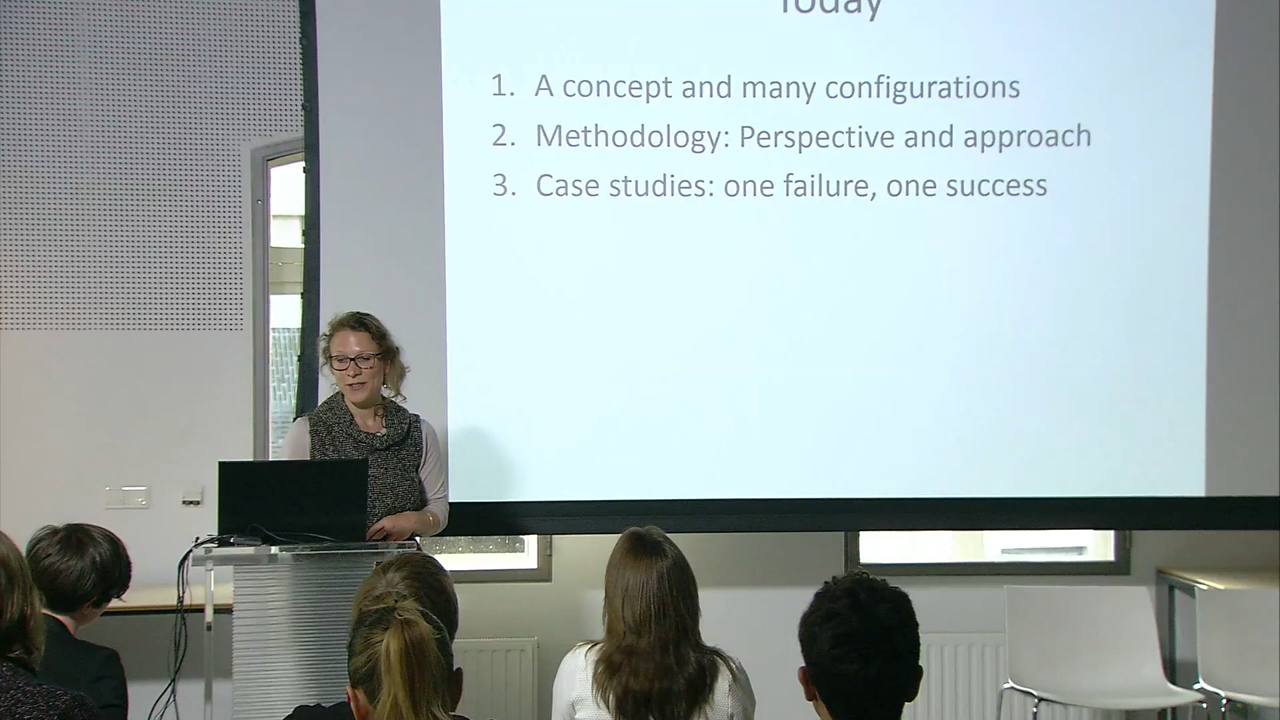 Today
1. A concept and many configurations
2. Methodology: Perspective and approach
3. Case studies: one failure, one success